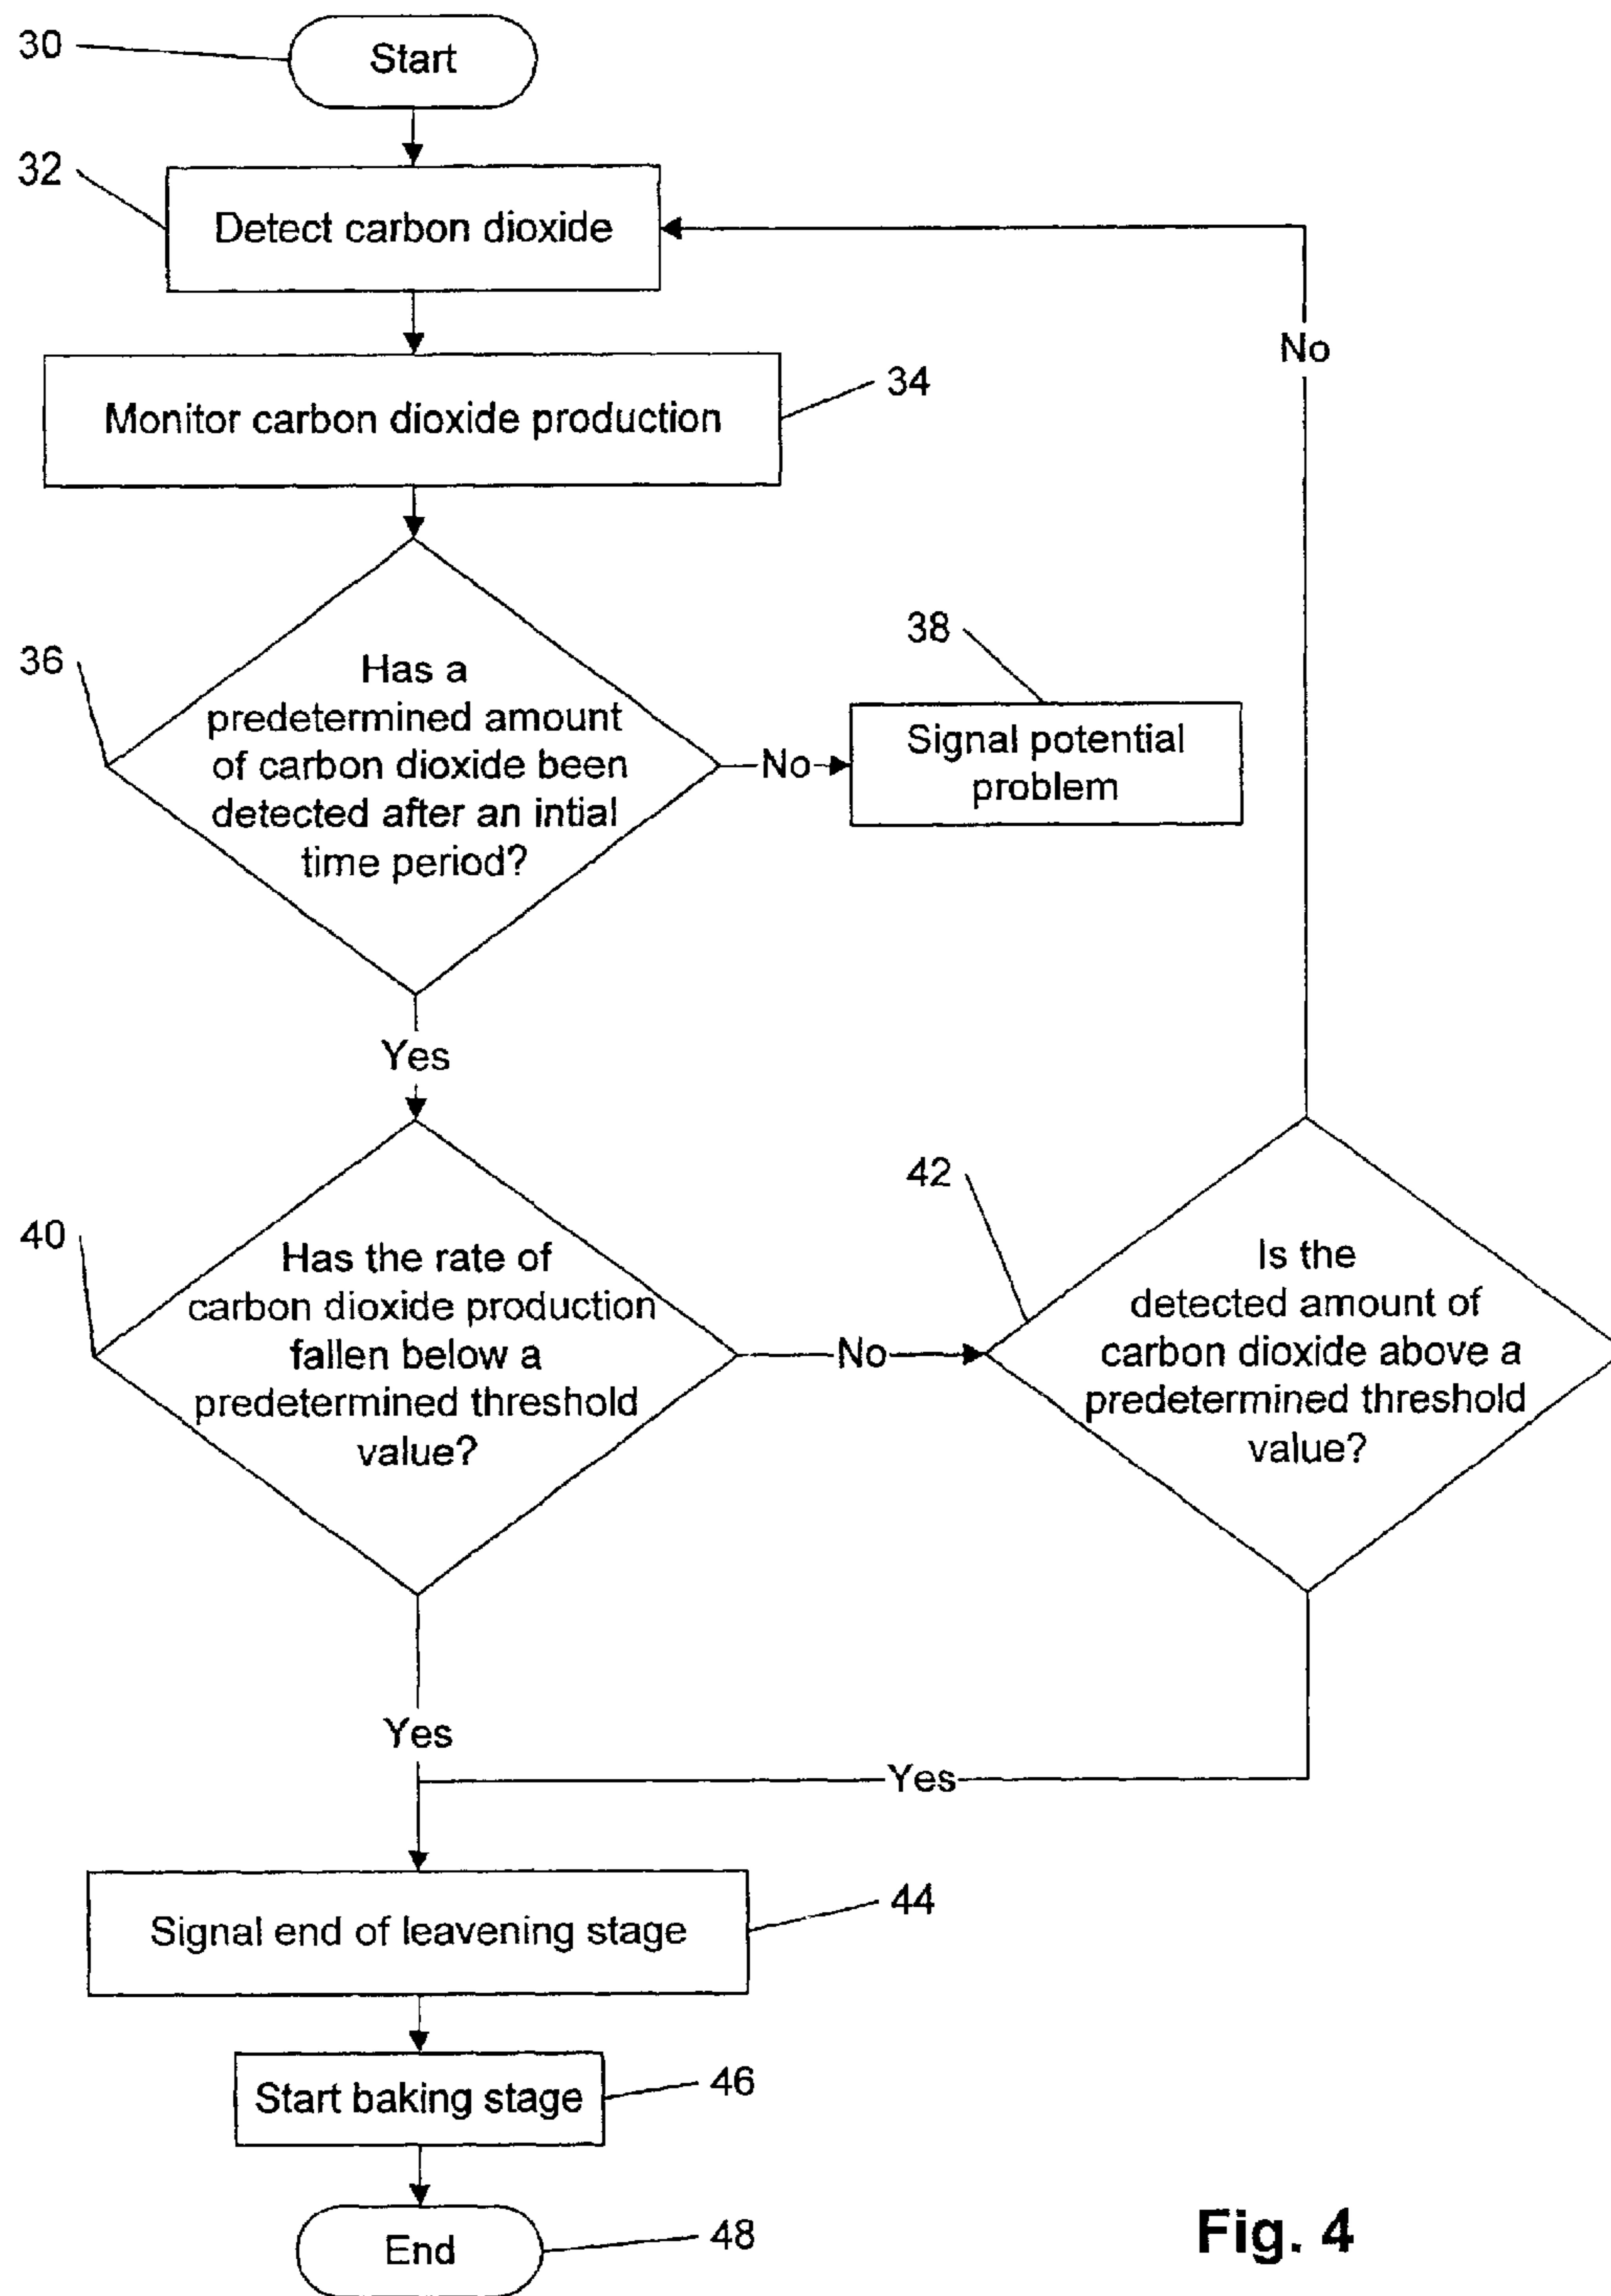 30
Start
32
Detect carbon dioxide
No
Monitor carbon dioxide production
34
36
Has a
predetermined amount
of carbon dioxide been
detected after an intial
time period?
No
38
Signal potential
problem
Yes
40
Has the rate of
carbon dioxide production
fallen below a
predetermined threshold
value?
No
42
Is the
detected amount of
carbon dioxide above a
predetermined threshold
value?
Yes
Yes
Signal end of leavening stage
44
Start baking stage
46
End
48
Fig. 4